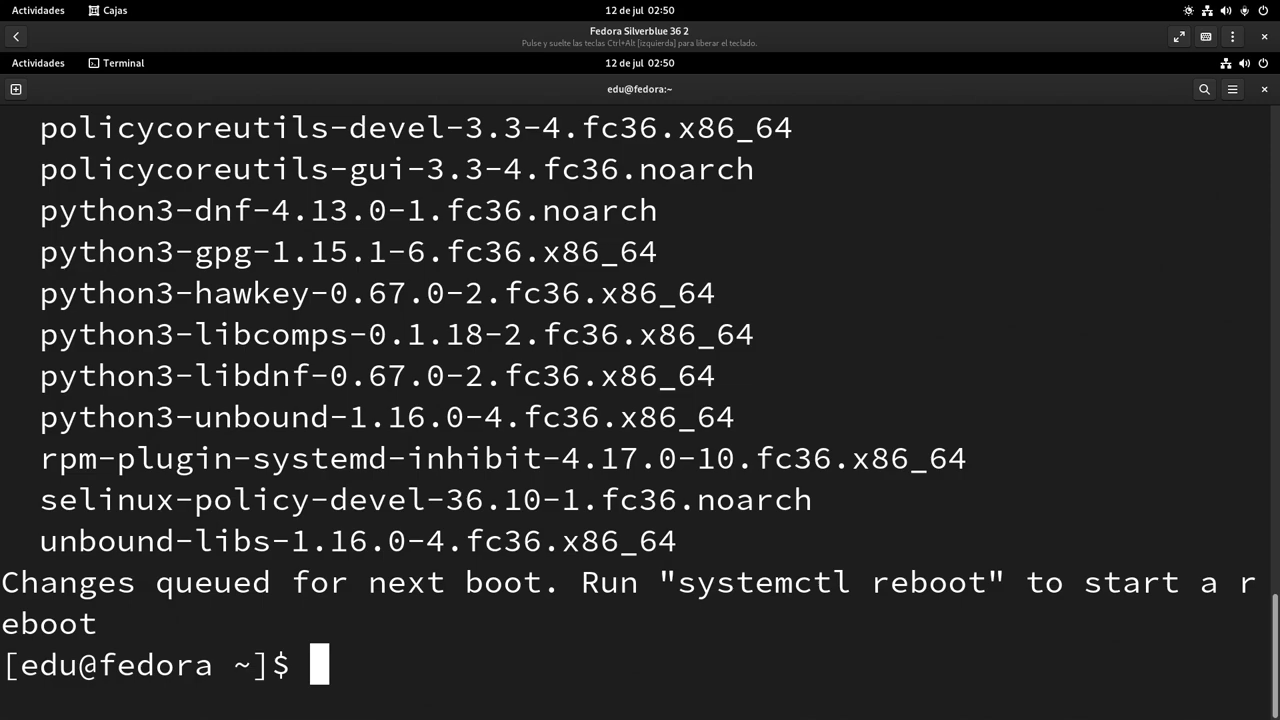 Actividades Cajas 12 de jul 02:50
Fedora Silverblue 36 2
Pulse y suelte las teclas Ctrl+Alt [izquierda] para liberar el teclado.
Actividades Terminal 12 de jul 02:50
edu@fedora:~
policycoreutils-devel-3.3-4.fc36.x86_64
policycoreutils-gui-3.3-4.fc36.noarch
python3-dnf-4.13.0-1.fc36.noarch
python3-gpg-1.15.1-6.fc36.x86_64
python3-hawkey-0.67.0-2.fc36.x86_64
python3-libcomps-0.1.18-2.fc36.x86_64
python3-libdnf-0.67.0-2.fc36.x86_64
python3-unbound-1.16.0-4.fc36.x86_64
rpm-plugin-systemd-inhibit-4.17.0-10.fc36.x86_64
selinux-policy-devel-36.10-1.fc36.noarch
unbound-libs-1.16.0-4.fc36.x86_64
Changes queued for next boot. Run "systemctl reboot" to start a r
eboot
[edu@fedora ~]$